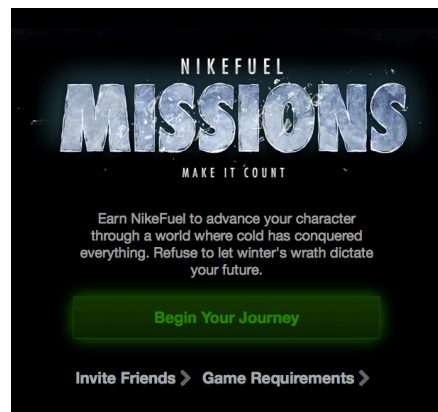 NIKEFUEL
MISSIONS
MAKE IT COUNT
Earn NikeFuel to advance your character
through a world where cold has conquered
everything. Refuse to let winter's wrath dictate
your future.
Begin Your Journey
Invite Friends Game Requirements